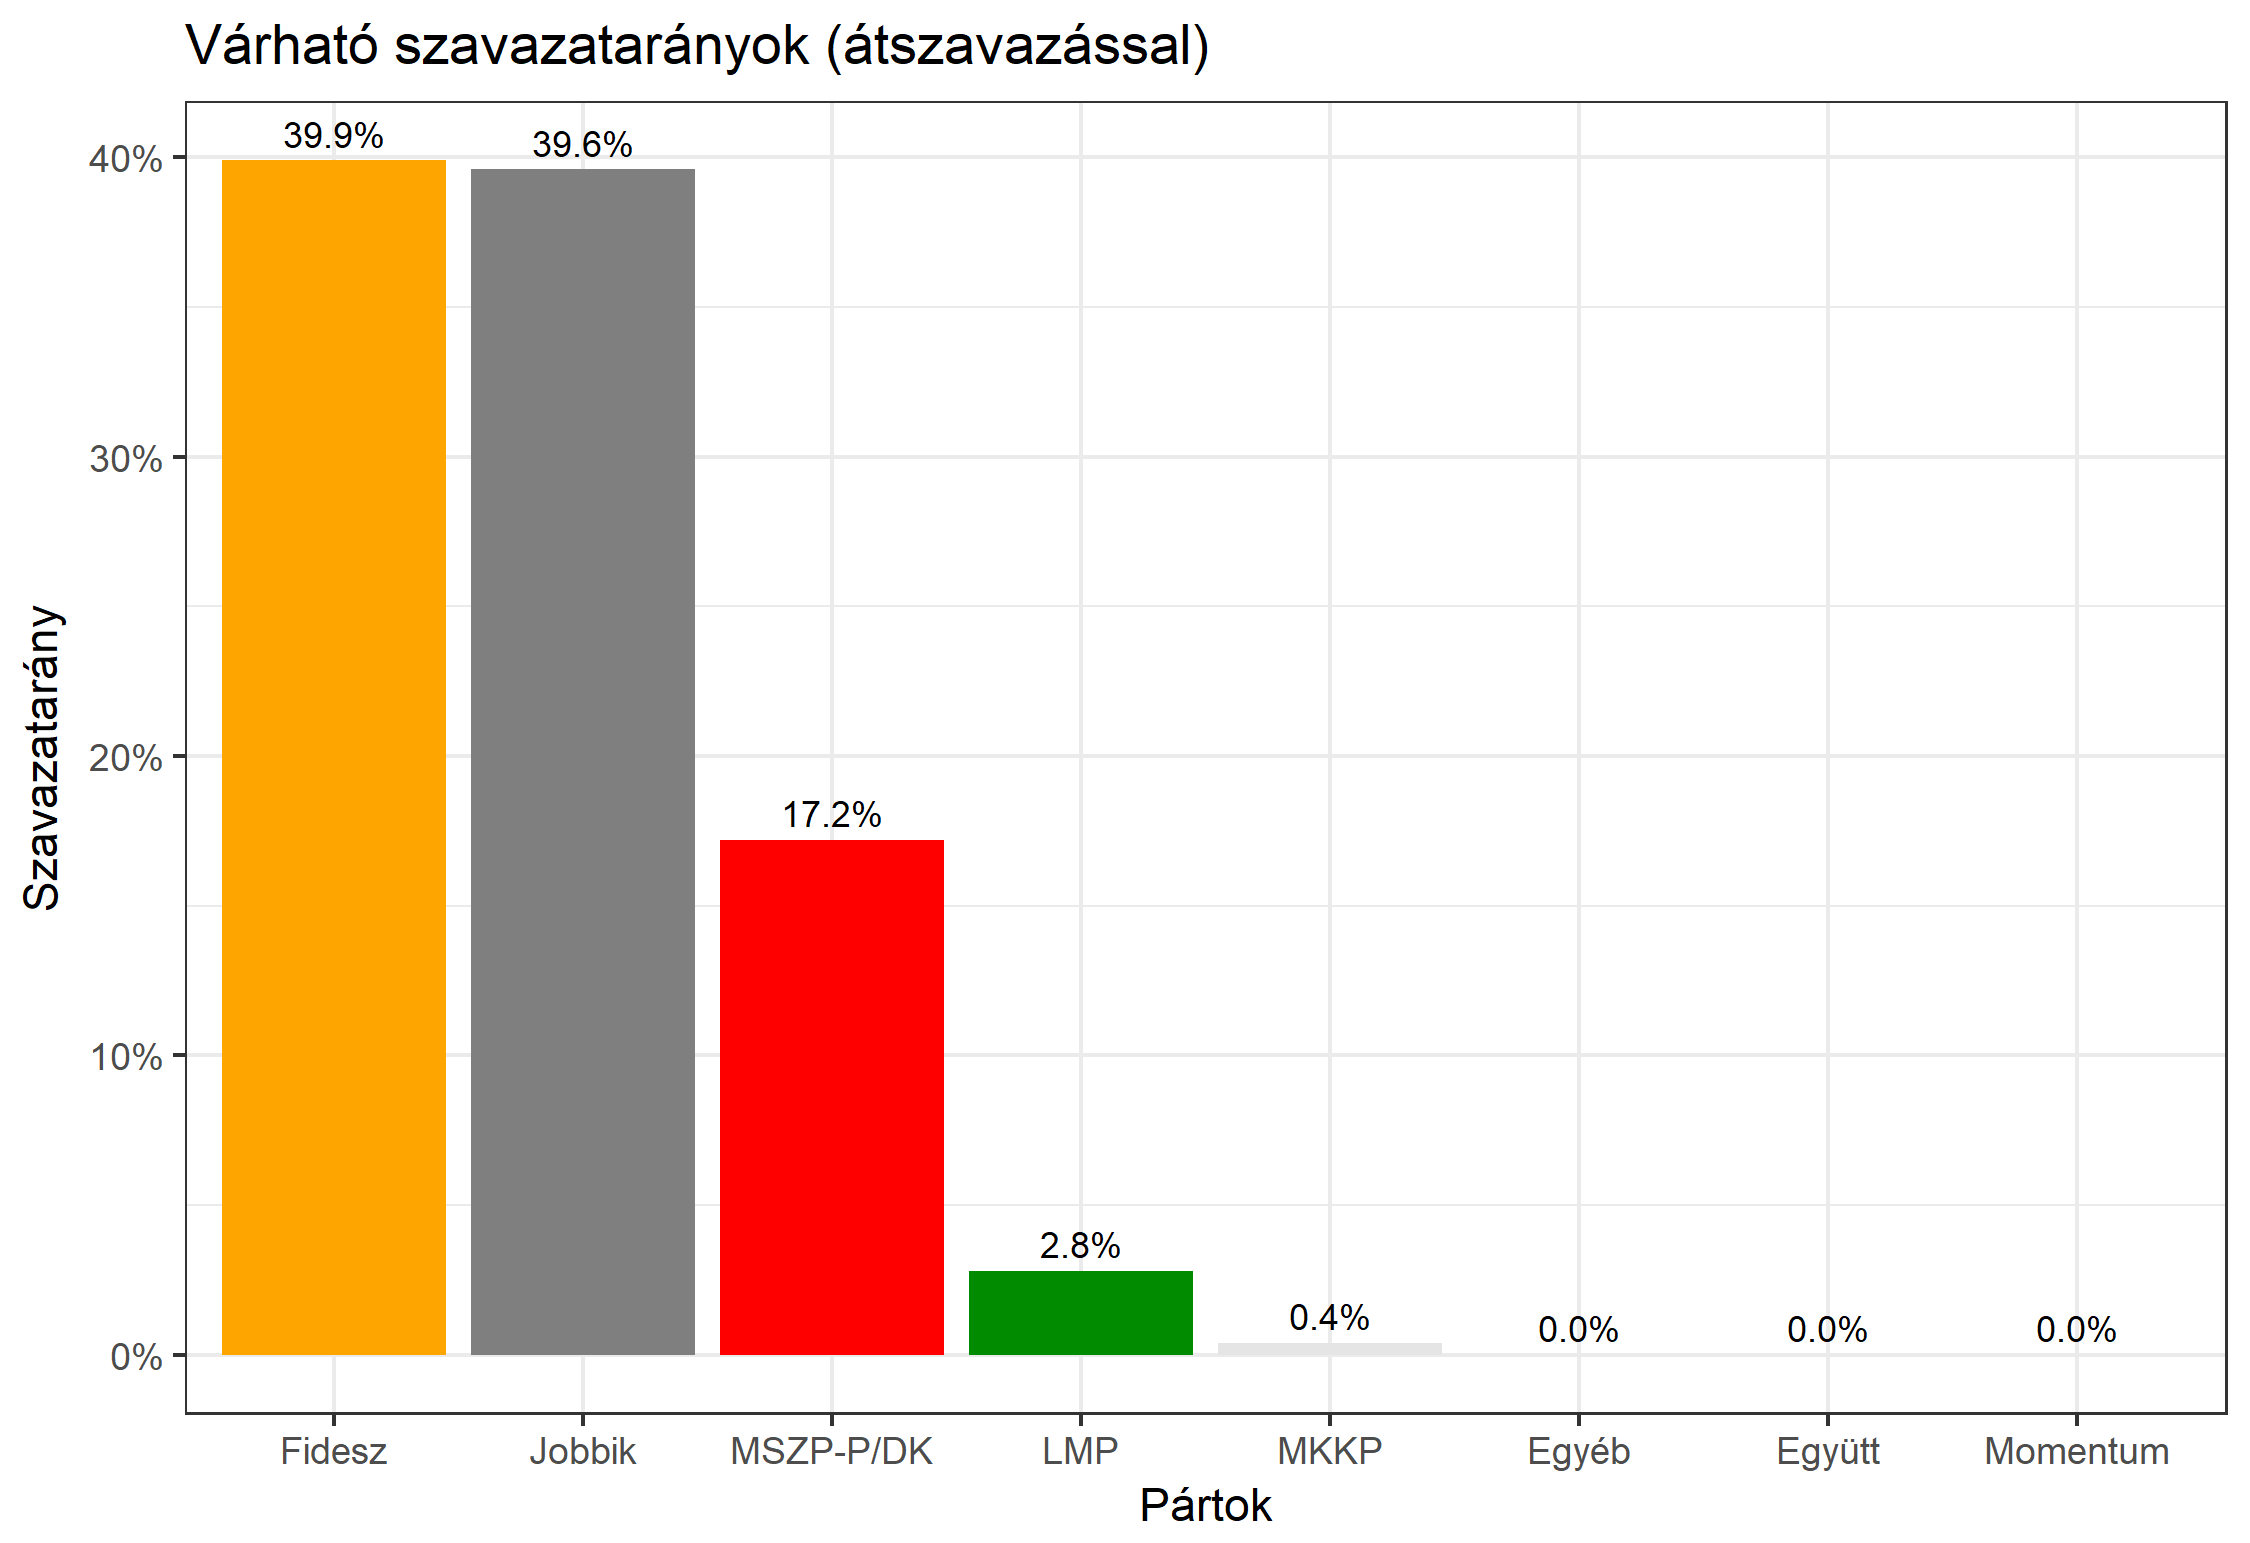 Várható szavazatarányok (átszavazással)
39.9%
39.6%
17.2%
2.8%
0.4%
0.0%
0.0%
0.0%
40%
30%
20%
10%
0%
Szavazatarány
Fidesz
Jobbik
MSZP-P/DK
LMP
MKKP
Egyéb
Együtt
Momentum
Pártok